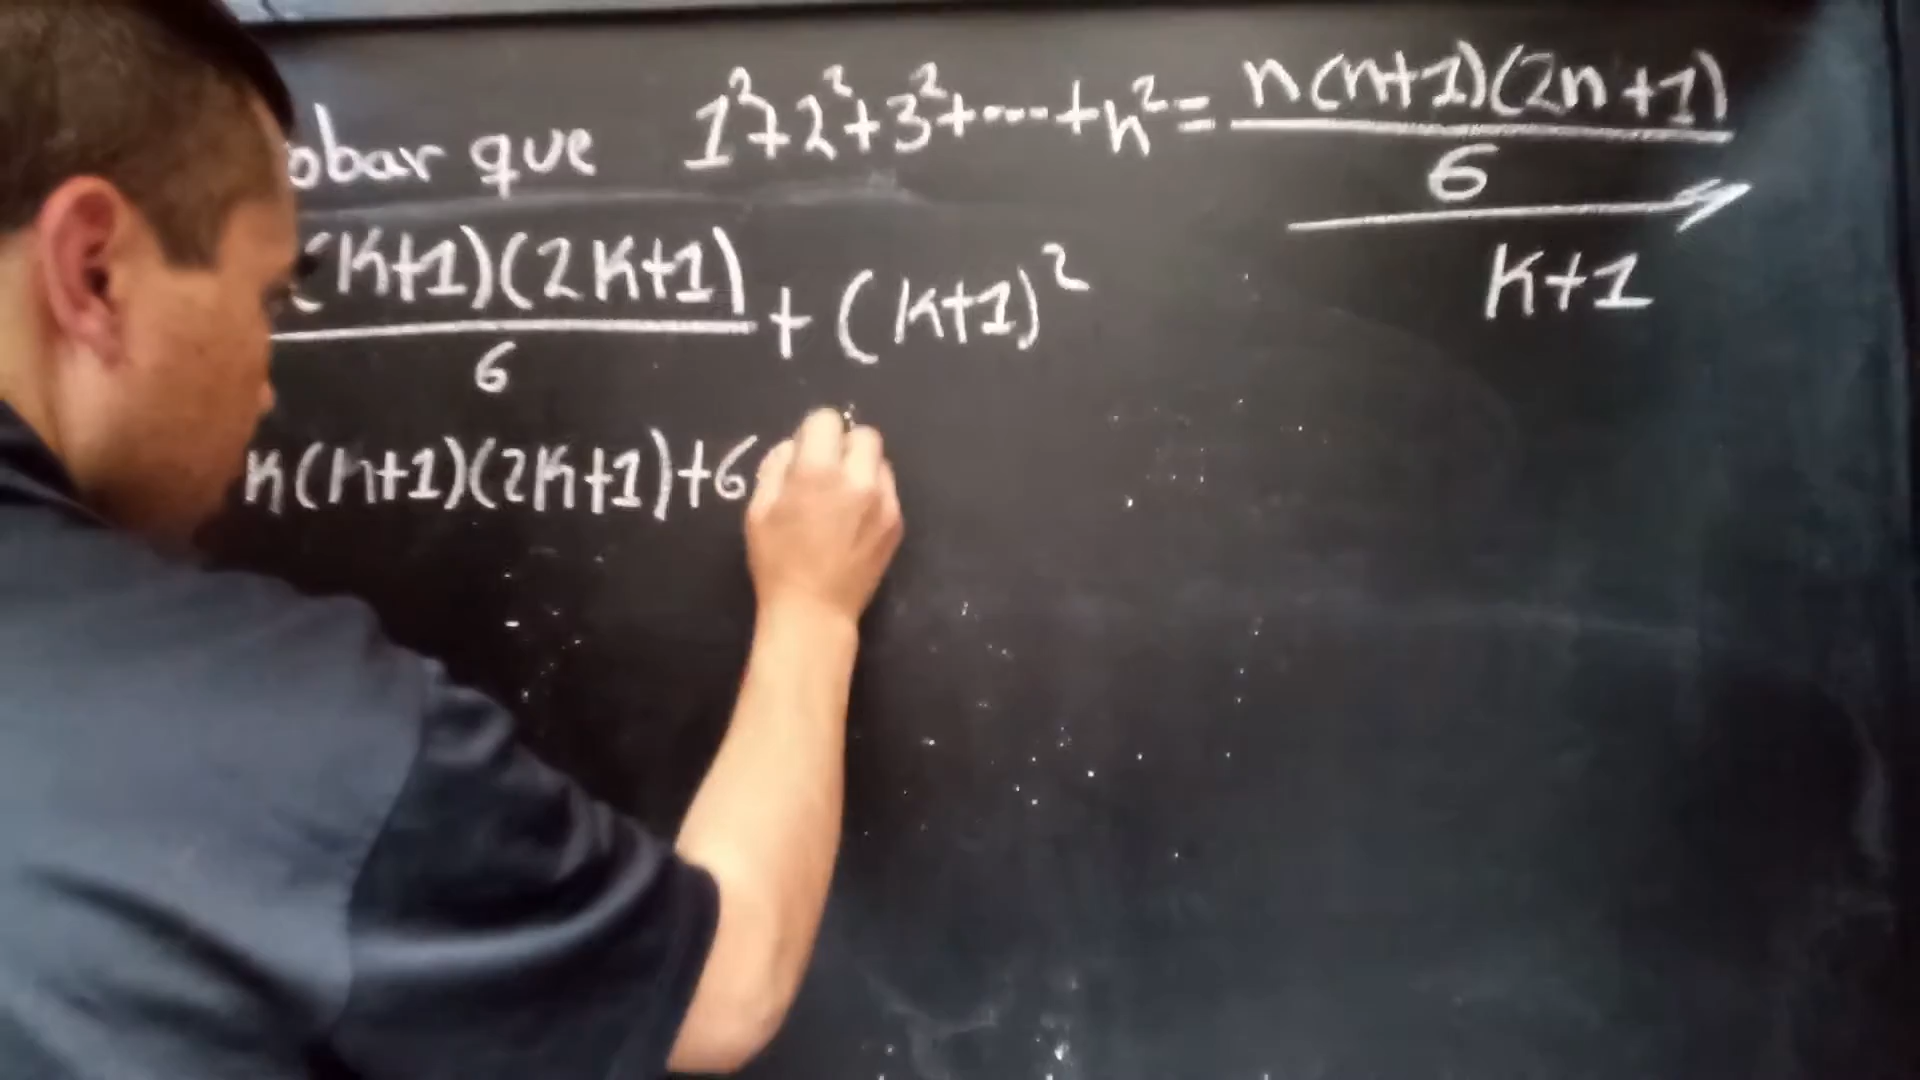 obar que 1²+2²+3²+----+n²= n(n+1)(2n+1)
6
(k+1)(2k+1) + (k+1)²
6
k+1
k(k+1)(2k+1)+6